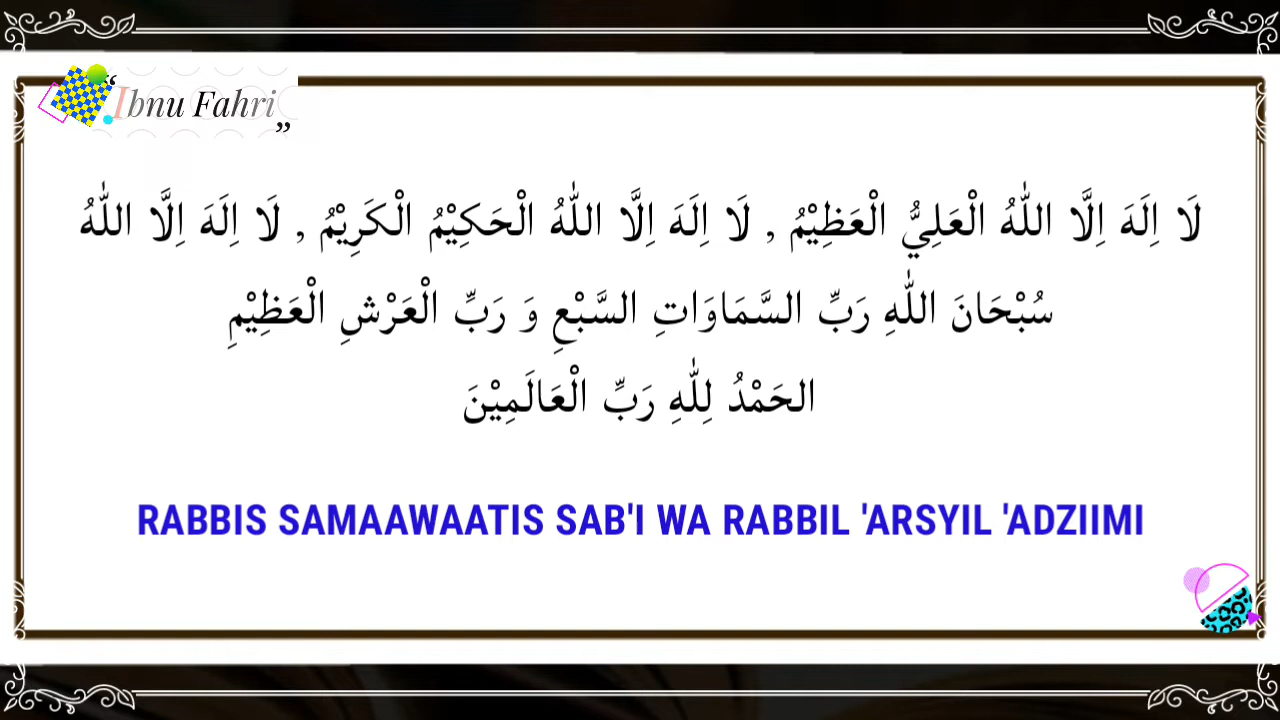 “Ibnu Fahri”
لَا اِلَهَ اِلَّا اللّٰهُ الْعَلِيُّ الْعَظِيْمُ , لَا اِلَهَ اِلَّا اللّٰهُ الْحَكِيْمُ الْكَرِيْمُ , لَا اِلَهَ اِلَّا اللّٰهُ
سُبْحَانَ اللّٰهِ رَبِّ السَّمَاوَاتِ السَّبْعِ وَ رَبِّ الْعَرْشِ الْعَظِيْمِ
الحَمْدُ لِلّٰهِ رَبِّ الْعَالَمِيْنَ
RABBIS SAMAAWAATIS SAB'I WA RABBIL 'ARSYIL 'ADZIIMI